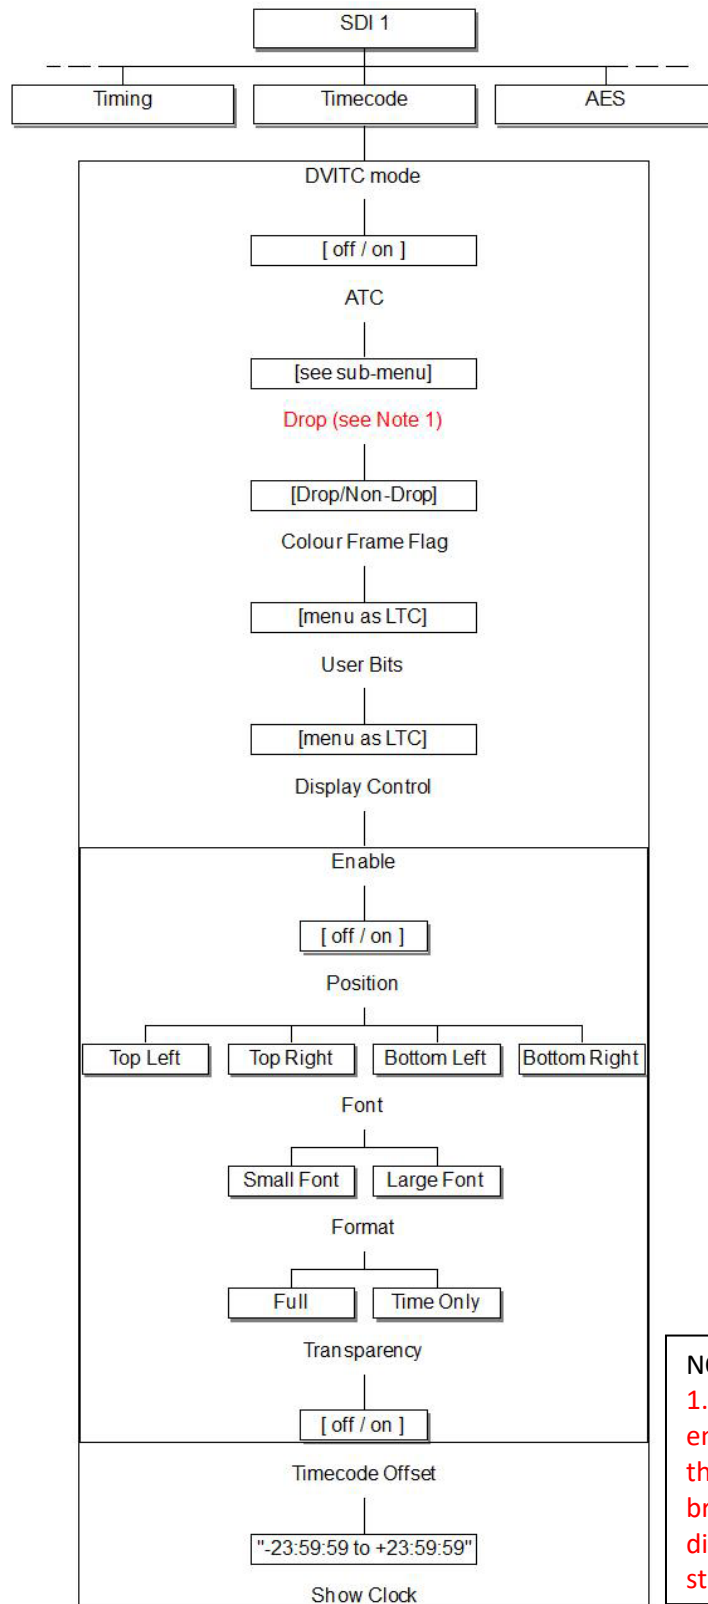 SDI 1
Timing Timecode AES
DVITC mode
[ off / on ]
ATC
[see sub-menu]
Drop (see Note 1)
[Drop/Non-Drop]
Colour Frame Flag
[menu as LTC]
User Bits
[menu as LTC]
Display Control
Enable
[ off / on ]
Position
Top Left Top Right Bottom Left Bottom Right
Font
Small Font Large Font
Format
Full Time Only
Transparency
[ off / on ]
Timecode Offset
"-23:59:59 to +23:59:59"
Show Clock
1.